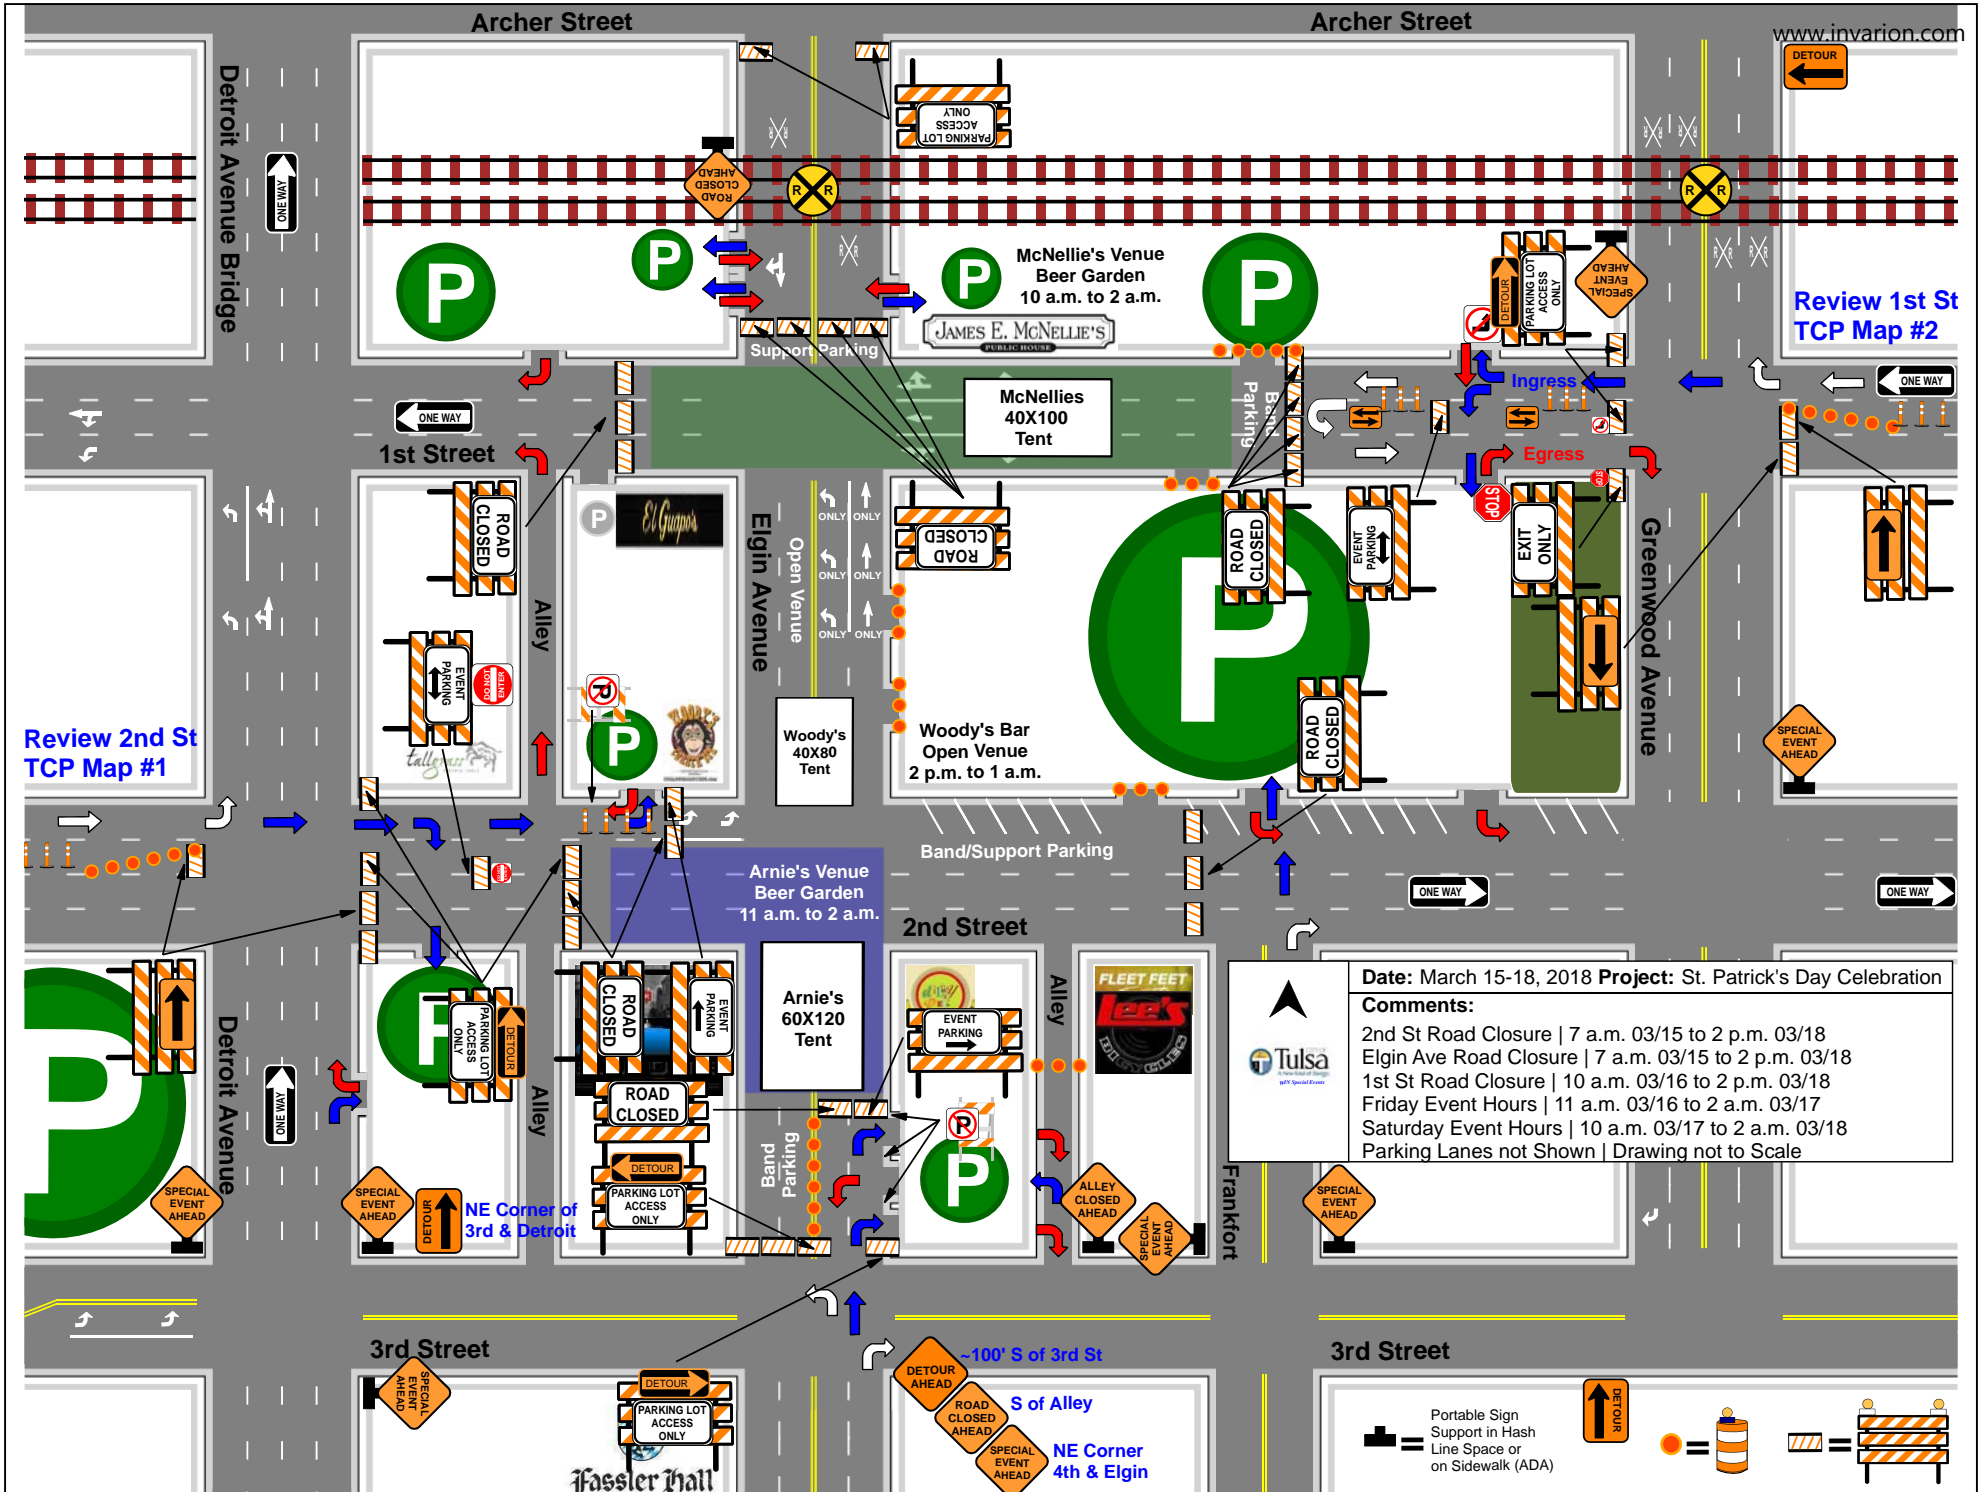 Archer Street
Archer Street
www.invarion.com
DETOUR
Detroit Avenue Bridge
ONE WAY
PARKING LOT
ACCESS
ONLY
ROAD
CLOSED
AHEAD
R R
R R
P
P
P
McNellie's Venue
Beer Garden
10 a.m. to 2 a.m.
P
DETOUR
PARKING LOT
ACCESS
ONLY
SPECIAL
EVENT
AHEAD
Review 1st St
TCP Map #2
JAMES E. MCNELLIE'S
PUBLIC HOUSE
Support Parking
McNellies
40X100
Tent
Band
Parking
Ingress
ONE WAY
ONE WAY
1st Street
Egress
STOP
STOP
ROAD
CLOSED
P
El Guapo's
Elgin Avenue
Open Venue
ONLY ONLY
ONLY ONLY
ONLY ONLY
ROAD
CLOSED
ROAD
CLOSED
EVENT
PARKING
EXIT
ONLY
Greenwood Avenue
Alley
EVENT
PARKING
DO NOT
ENTER
P
P
WOODY'S
tallgrass
P
ROAD
CLOSED
Review 2nd St
TCP Map #1
Woody's
40X80
Tent
Woody's Bar
Open Venue
2 p.m. to 1 a.m.
SPECIAL
EVENT
AHEAD
Band/Support Parking
Arnie's Venue
Beer Garden
11 a.m. to 2 a.m.
ONE WAY
ONE WAY
2nd Street
P
P
PARKING LOT
ACCESS
ONLY
DETOUR
ROAD
CLOSED
EVENT
PARKING
Arnie's
60X120
Tent
EVENT
PARKING
Alley
FLEET FEET
Lee's
BICYCLES
Detroit Avenue
ONE WAY
Alley
ROAD
CLOSED
DETOUR
PARKING LOT
ACCESS
ONLY
Band
Parking
P
P
SPECIAL
EVENT
AHEAD
SPECIAL
EVENT
AHEAD
DETOUR
NE Corner of
3rd & Detroit
ALLEY
CLOSED
AHEAD
SPECIAL
EVENT
AHEAD
Frankfort
SPECIAL
EVENT
AHEAD
Tulsa
Date: March 15-18, 2018 Project: St. Patrick's Day Celebration
Comments:
2nd St Road Closure | 7 a.m. 03/15 to 2 p.m. 03/18
Elgin Ave Road Closure | 7 a.m. 03/15 to 2 p.m. 03/18
1st St Road Closure | 10 a.m. 03/16 to 2 p.m. 03/18
Friday Event Hours | 11 a.m. 03/16 to 2 a.m. 03/17
Saturday Event Hours | 10 a.m. 03/17 to 2 a.m. 03/18
Parking Lanes not Shown | Drawing not to Scale
3rd Street
3rd Street
SPECIAL
EVENT
AHEAD
DETOUR
PARKING LOT
ACCESS
ONLY
Fassler Hall
DETOUR
AHEAD
~100' S of 3rd St
ROAD
CLOSED
AHEAD
S of Alley
SPECIAL
EVENT
AHEAD
NE Corner
4th & Elgin
Portable Sign
Support in Hash
Line Space or
on Sidewalk (ADA)
=
DETOUR
=
=